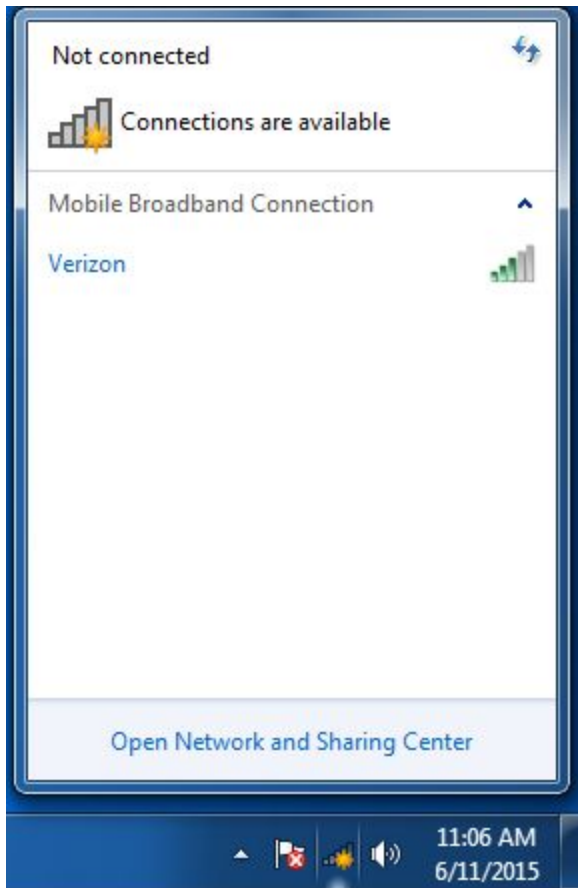 Not connected
Connections are available
Mobile Broadband Connection
Verizon
Open Network and Sharing Center
11:06 AM
6/11/2015